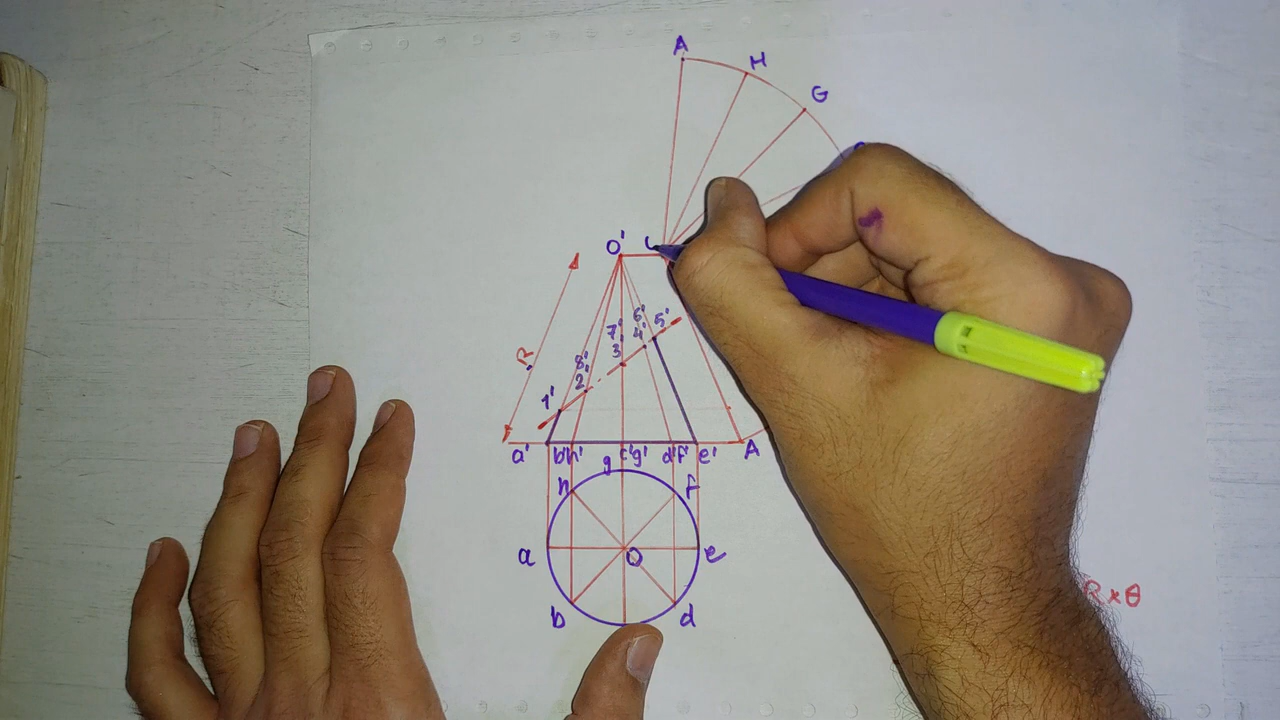 A
H
G
O'
R
7'
6'
5'
3'
4'
8'
2'
1'
a'
b'h'
c'g'
d'f'
e'
A
g
h
f
a
O
e
b
d
R×θ